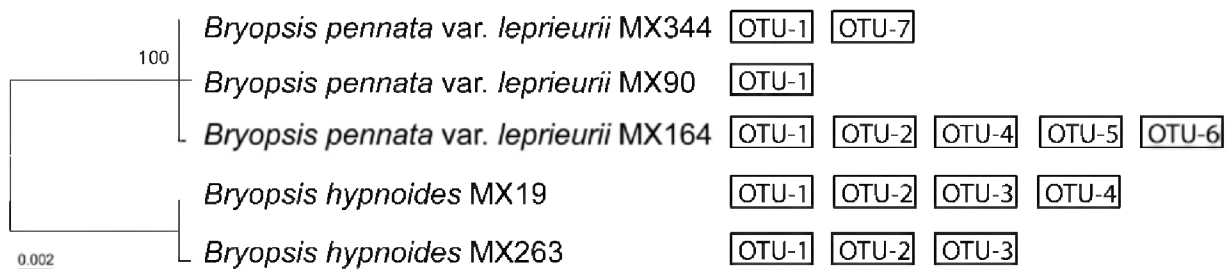 Bryopsis pennata var. leprieurii MX344 OTU-1 OTU-7
100
Bryopsis pennata var. leprieurii MX90 OTU-1
Bryopsis pennata var. leprieurii MX164 OTU-1 OTU-2 OTU-4 OTU-5 OTU-6
Bryopsis hypnoides MX19 OTU-1 OTU-2 OTU-3 OTU-4
Bryopsis hypnoides MX263 OTU-1 OTU-2 OTU-3
0.002